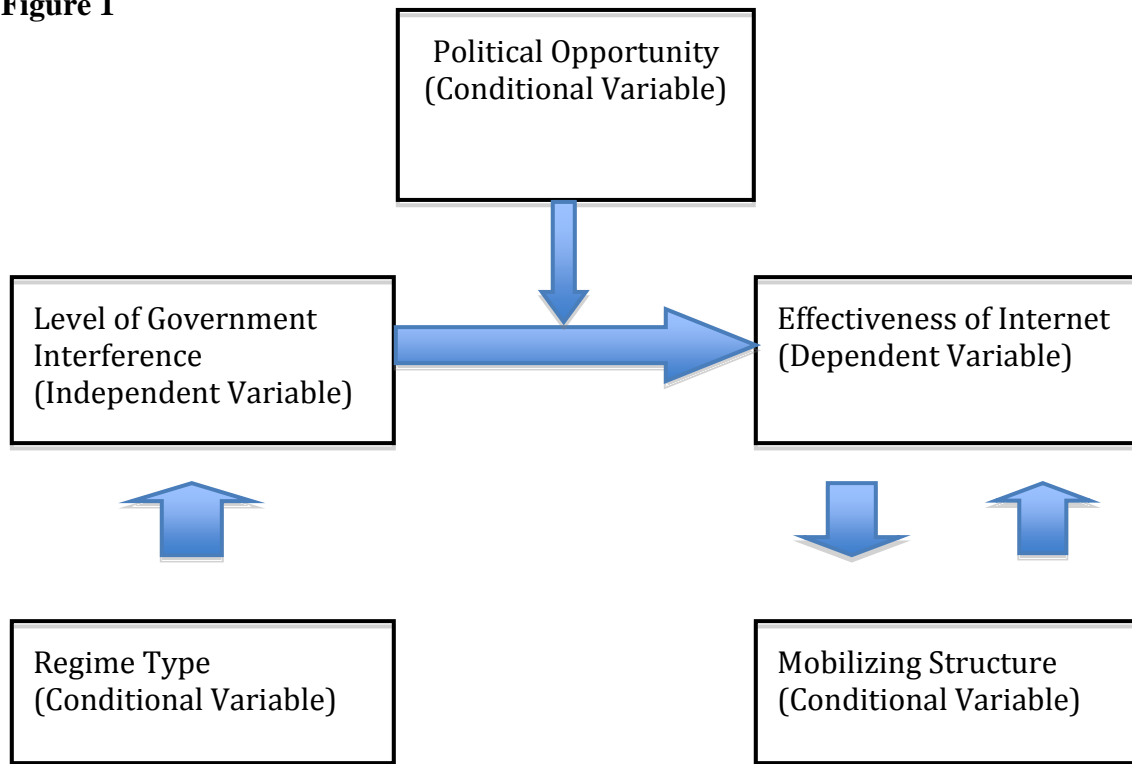 Figure 1
Political Opportunity
(Conditional Variable)
Level of Government
Interference
(Independent Variable)
Effectiveness of Internet
(Dependent Variable)
Regime Type
(Conditional Variable)
Mobilizing Structure
(Conditional Variable)